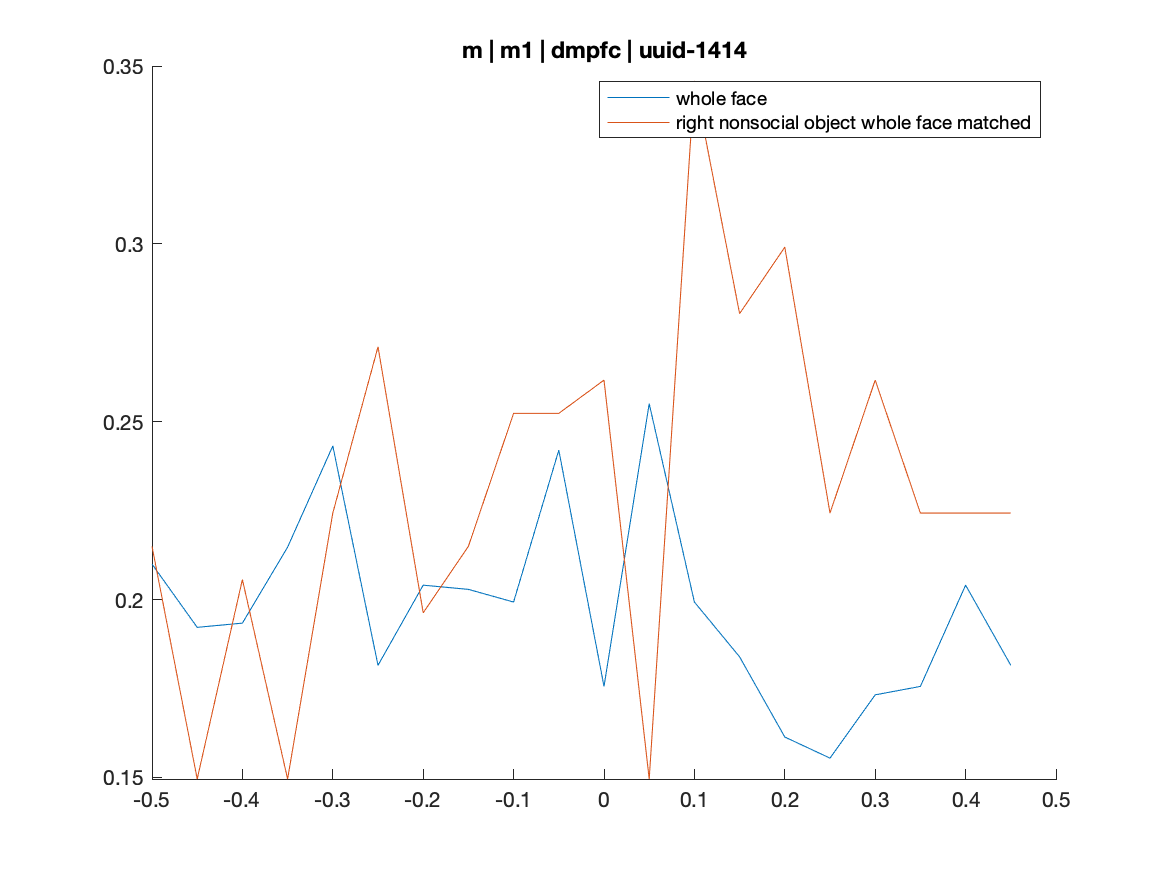 m | m1 | dmpfc | uuid-1414
0.35
whole face
right nonsocial object whole face matched
0.3
0.25
0.2
0.15
-0.5 -0.4 -0.3 -0.2 -0.1 0 0.1 0.2 0.3 0.4 0.5